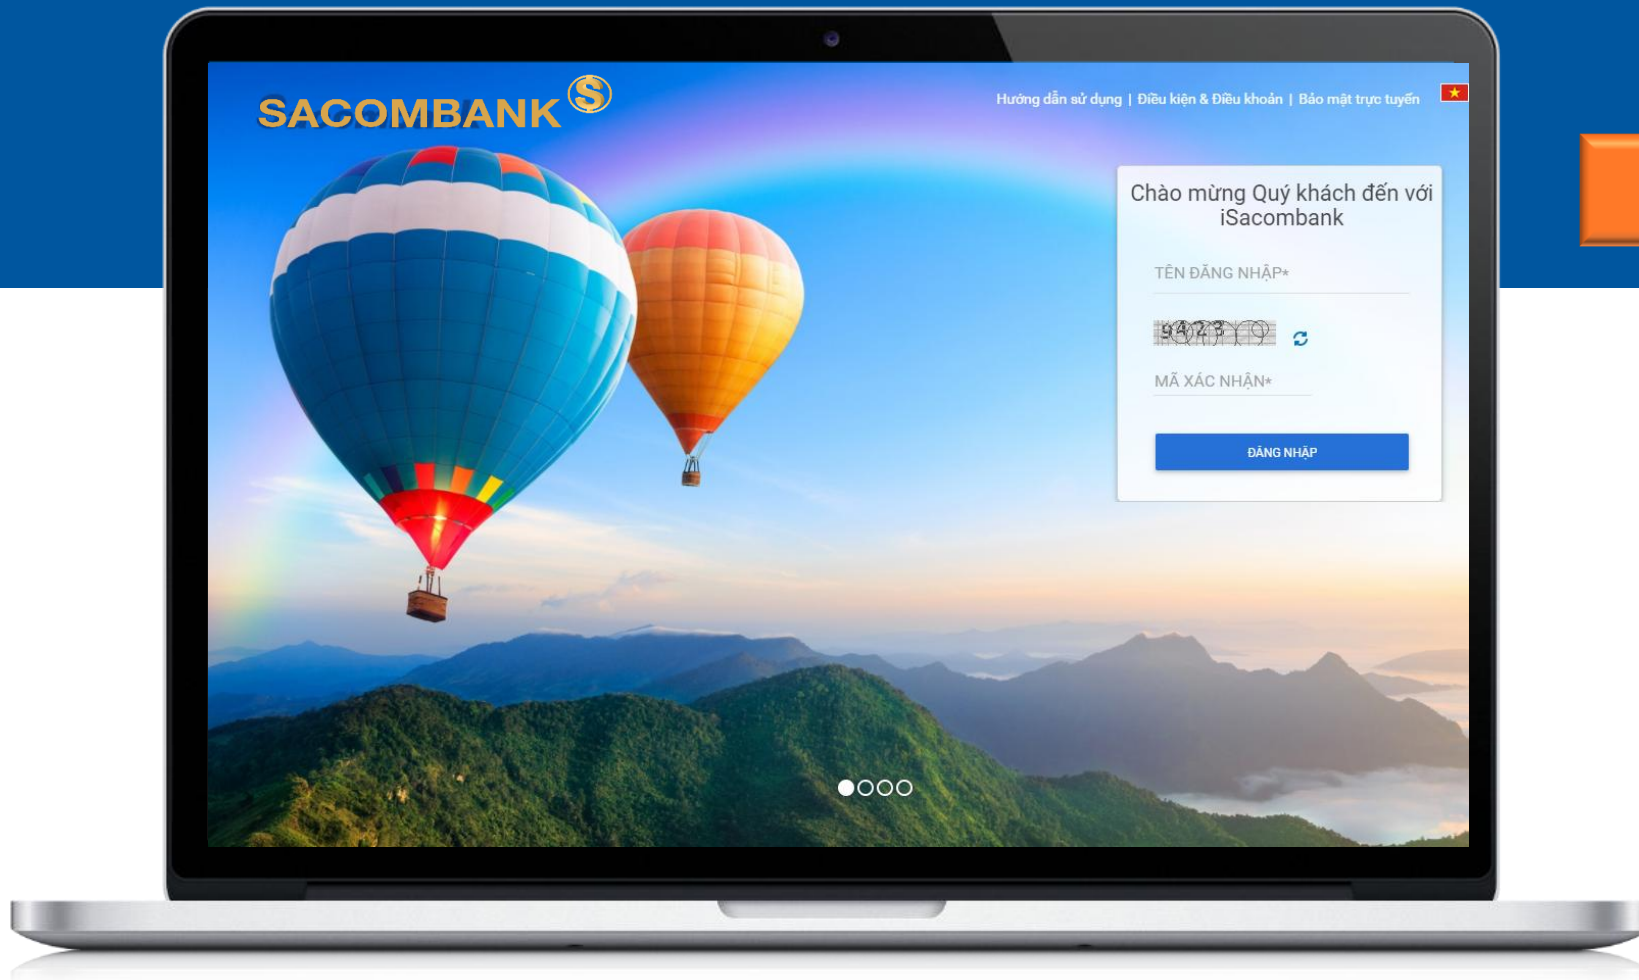 SACOMBANK
Hướng dẫn sử dụng | Điều kiện & Điều khoản | Bảo mật trực tuyến
Chào mừng Quý khách đến với
iSacombank
TÊN ĐĂNG NHẬP*
MÃ XÁC NHẬN*
ĐĂNG NHẬP